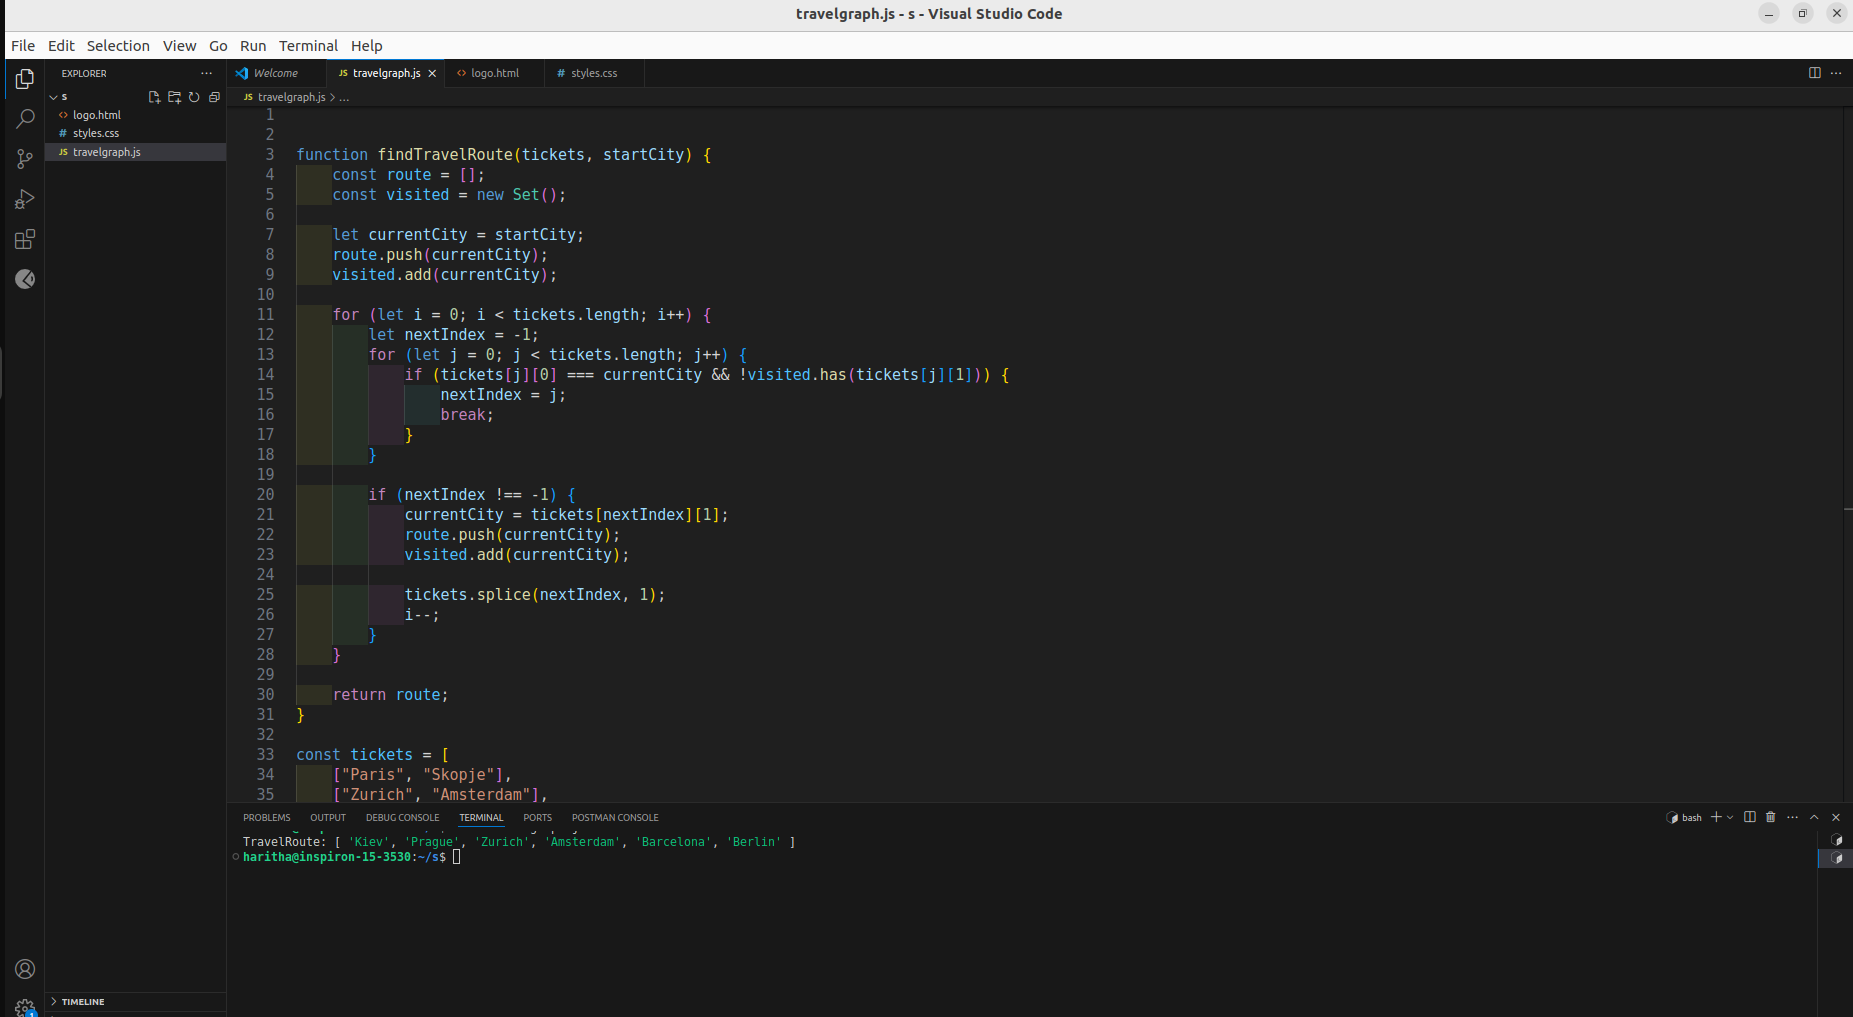 travelgraph.js - s - Visual Studio Code
File Edit Selection View Go Run Terminal Help
EXPLORER
S
logo.html
styles.css
JS travelgraph.js
TIMELINE
Welcome JS travelgraph.js logo.html # styles.css
JS travelgraph.js > ...
1
2
3 function findTravelRoute(tickets, startCity) {
4 const route = [];
5 const visited = new Set();
6
7 let currentCity = startCity;
8 route.push(currentCity);
9 visited.add(currentCity);
10
11 for (let i = 0; i < tickets.length; i++) {
12 let nextIndex = -1;
13 for (let j = 0; j < tickets.length; j++) {
14 if (tickets[j][0] === currentCity && !visited.has(tickets[j][1])) {
15 nextIndex = j;
16 break;
17 }
18 }
19
20 if (nextIndex !== -1) {
21 currentCity = tickets[nextIndex][1];
22 route.push(currentCity);
23 visited.add(currentCity);
24
25 tickets.splice(nextIndex, 1);
26 i--;
27 }
28 }
29
30 return route;
31 }
32
33 const tickets = [
34 ["Paris", "Skopje"],
35 ["Zurich", "Amsterdam"],
PROBLEMS OUTPUT DEBUG CONSOLE TERMINAL PORTS POSTMAN CONSOLE
bash
TravelRoute: [ 'Kiev', 'Prague', 'Zurich', 'Amsterdam', 'Barcelona', 'Berlin' ]
haritha@inspiron-15-3530:~/s$
1